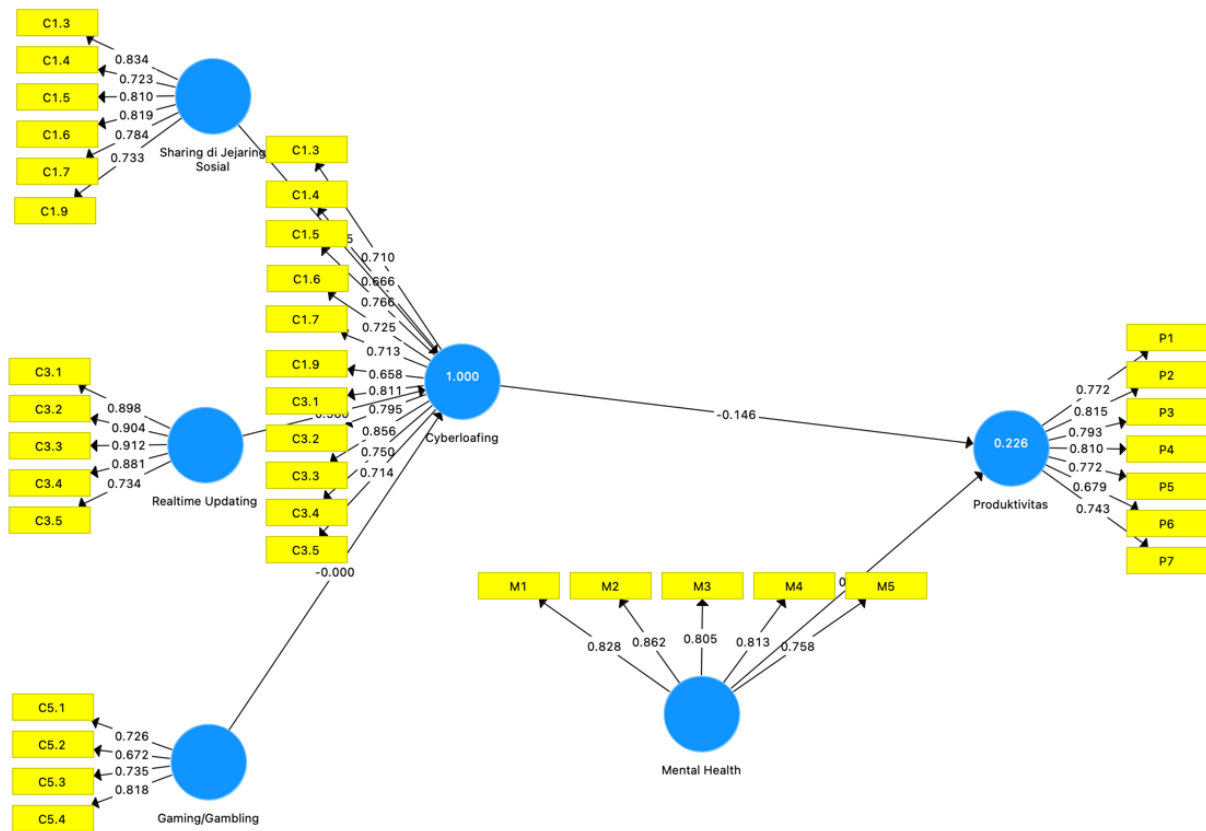 C1.3
C1.4
C1.5
C1.6
C1.7
C1.9
0.834
0.723
0.810
0.819
0.784
0.733
Sharing di Jejaring
Sosial
C3.1
C3.2
C3.3
C3.4
C3.5
0.898
0.904
0.912
0.881
0.734
Realtime Updating
C5.1
C5.2
C5.3
C5.4
0.726
0.672
0.735
0.818
Gaming/Gambling
C1.3
C1.4
C1.5
C1.6
C1.7
C1.9
C3.1
C3.2
C3.3
C3.4
C3.5
0.710
0.666
0.766
0.725
0.713
0.658
0.811
0.795
0.856
0.750
0.714
-0.000
1.000
Cyberloafing
-0.146
M1
M2
M3
M4
M5
0.828
0.862
0.805
0.813
0.758
Mental Health
0.226
Produktivitas
0.772
0.815
0.793
0.810
0.772
0.679
0.743
P1
P2
P3
P4
P5
P6
P7